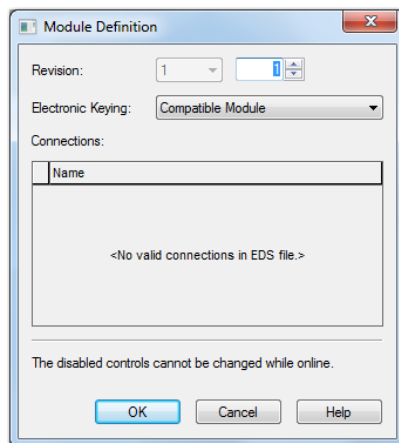 Module Definition
Revision: 1 1
Electronic Keying: Compatible Module
Connections:
Name
<No valid connections in EDS file.>
The disabled controls cannot be changed while online.
OK Cancel Help